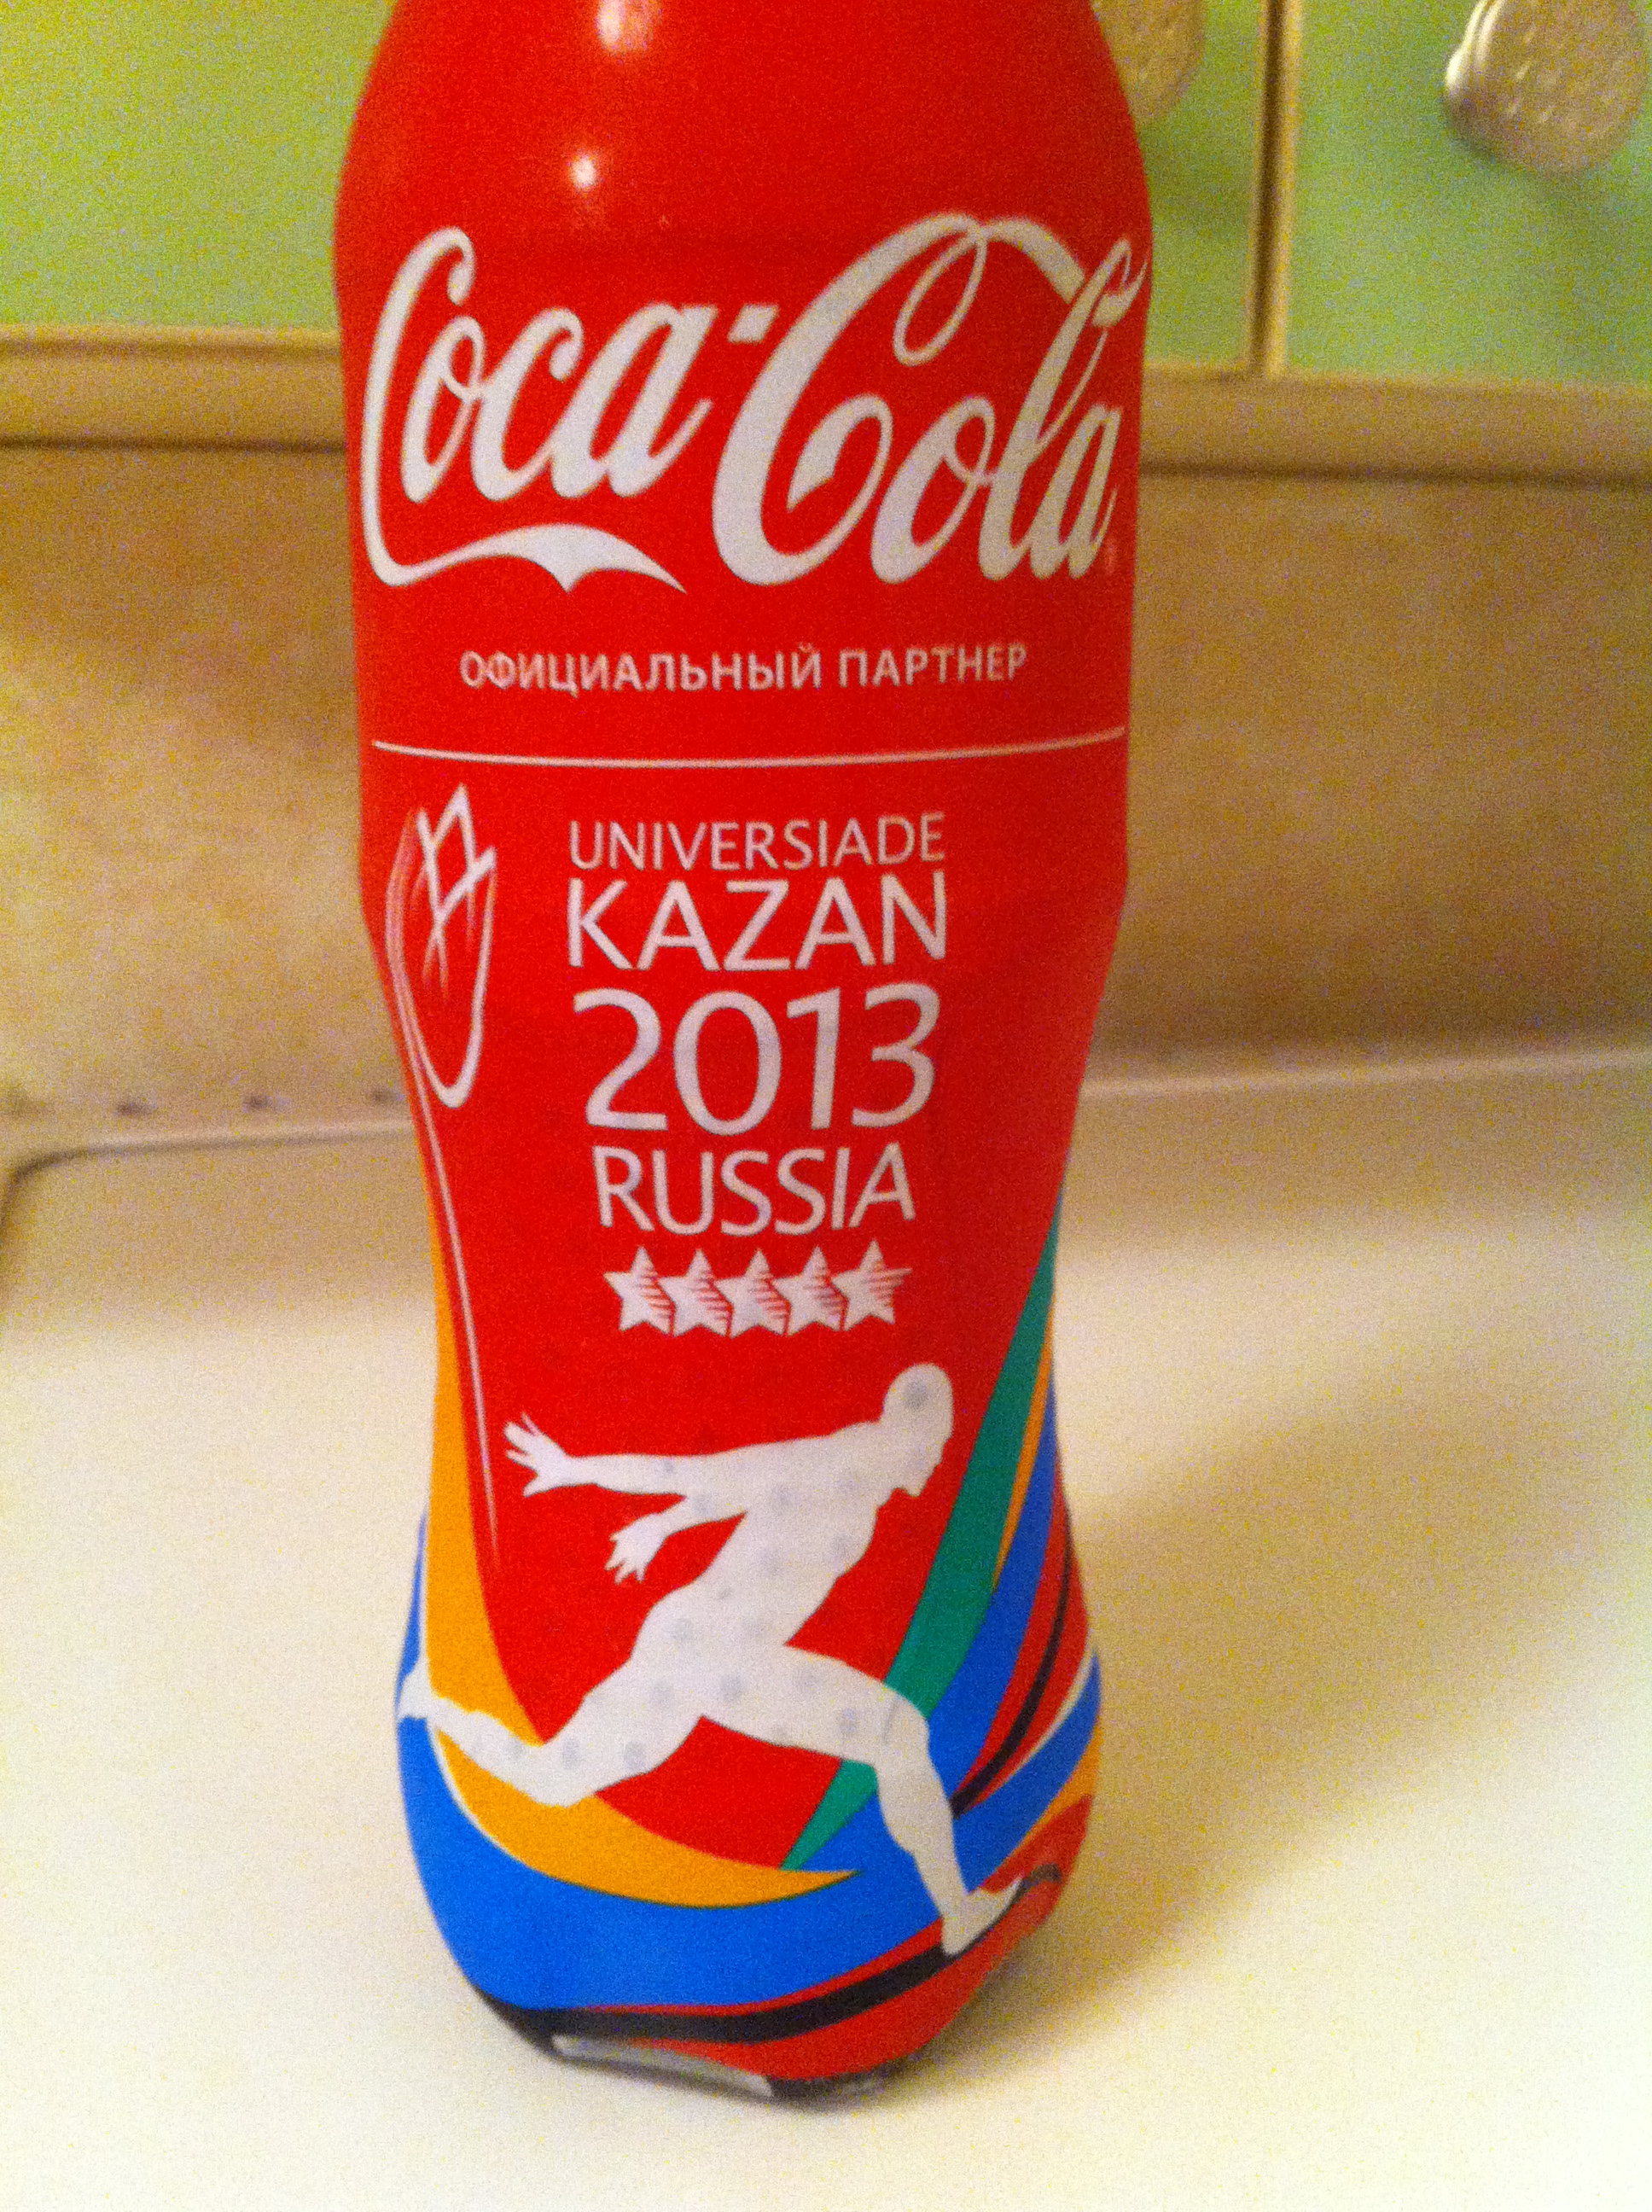 Coca-Cola
ОФИЦИАЛЬНЫЙ ПАРТНЕР
UNIVERSIADE
KAZAN
2013
RUSSIA